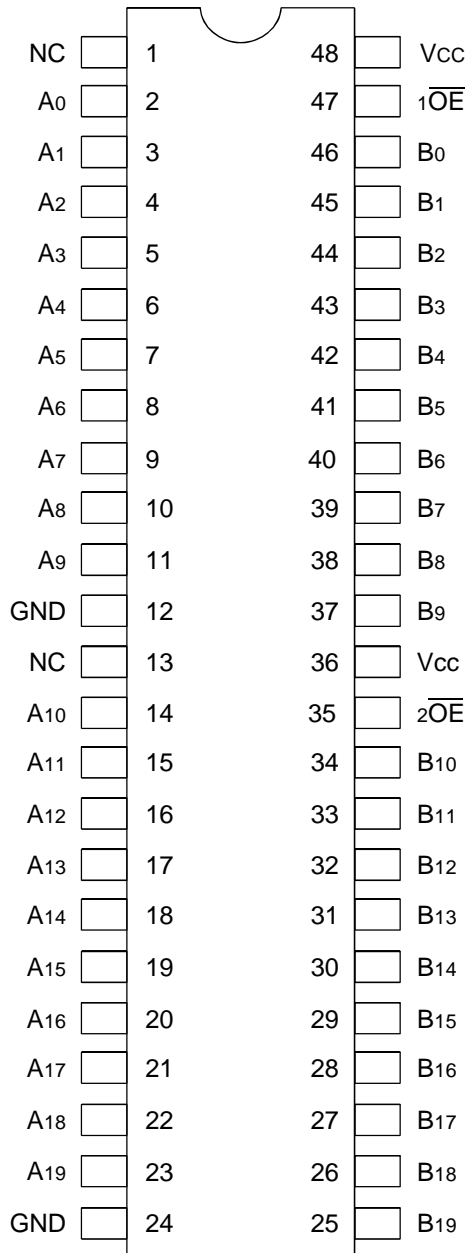 NC 1 48 VCC
A0 2 47 1OE
A1 3 46 B0
A2 4 45 B1
A3 5 44 B2
A4 6 43 B3
A5 7 42 B4
A6 8 41 B5
A7 9 40 B6
A8 10 39 B7
A9 11 38 B8
GND 12 37 B9
NC 13 36 Vcc
A10 14 35 2OE
A11 15 34 B10
A12 16 33 B11
A13 17 32 B12
A14 18 31 B13
A15 19 30 B14
A16 20 29 B15
A17 21 28 B16
A18 22 27 B17
A19 23 26 B18
GND 24 25 B19